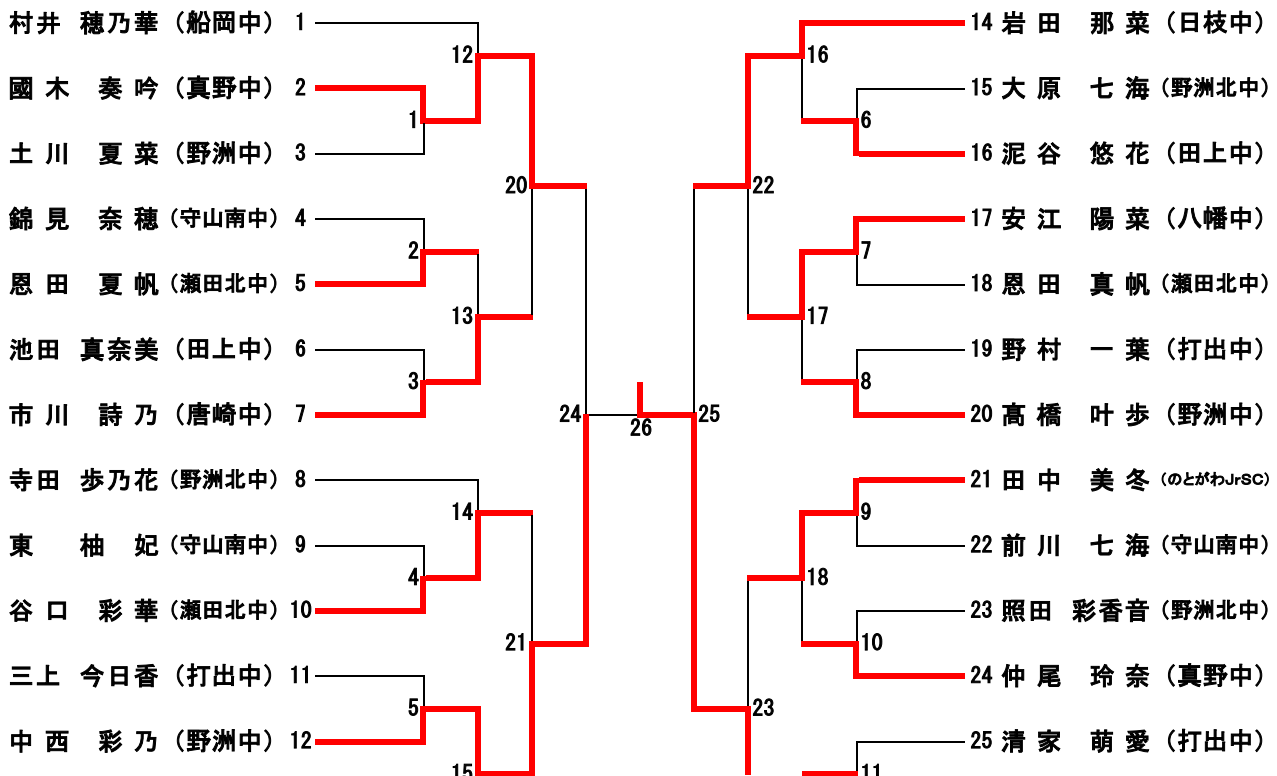 村井 穂乃華 (船岡中) 1
國木 奏吟 (真野中) 2
土川 夏菜 (野洲中) 3
錦見 奈穂 (守山南中) 4
恩田 夏帆 (瀬田北中) 5
池田 真奈美 (田上中) 6
市川 詩乃 (唐崎中) 7
寺田 歩乃花 (野洲北中) 8
東 柚妃 (守山南中) 9
谷口 彩華 (瀬田北中) 10
三上 今日香 (打出中) 11
中西 彩乃 (野洲中) 12
12
1
20
2
13
3
24
14
4
21
5
15
26
25
16
6
22
7
17
8
9
18
10
23
11
14 岩田 那菜 (日枝中)
15 大原 七海 (野洲北中)
16 泥谷 悠花 (田上中)
17 安江 陽菜 (八幡中)
18 恩田 真帆 (瀬田北中)
19 野村 一葉 (打出中)
20 髙橋 叶歩 (野洲中)
21 田中 美冬 (のとがわJrSC)
22 前川 七海 (守山南中)
23 照田 彩香音 (野洲北中)
24 仲尾 玲奈 (真野中)
25 清家 萌愛 (打出中)